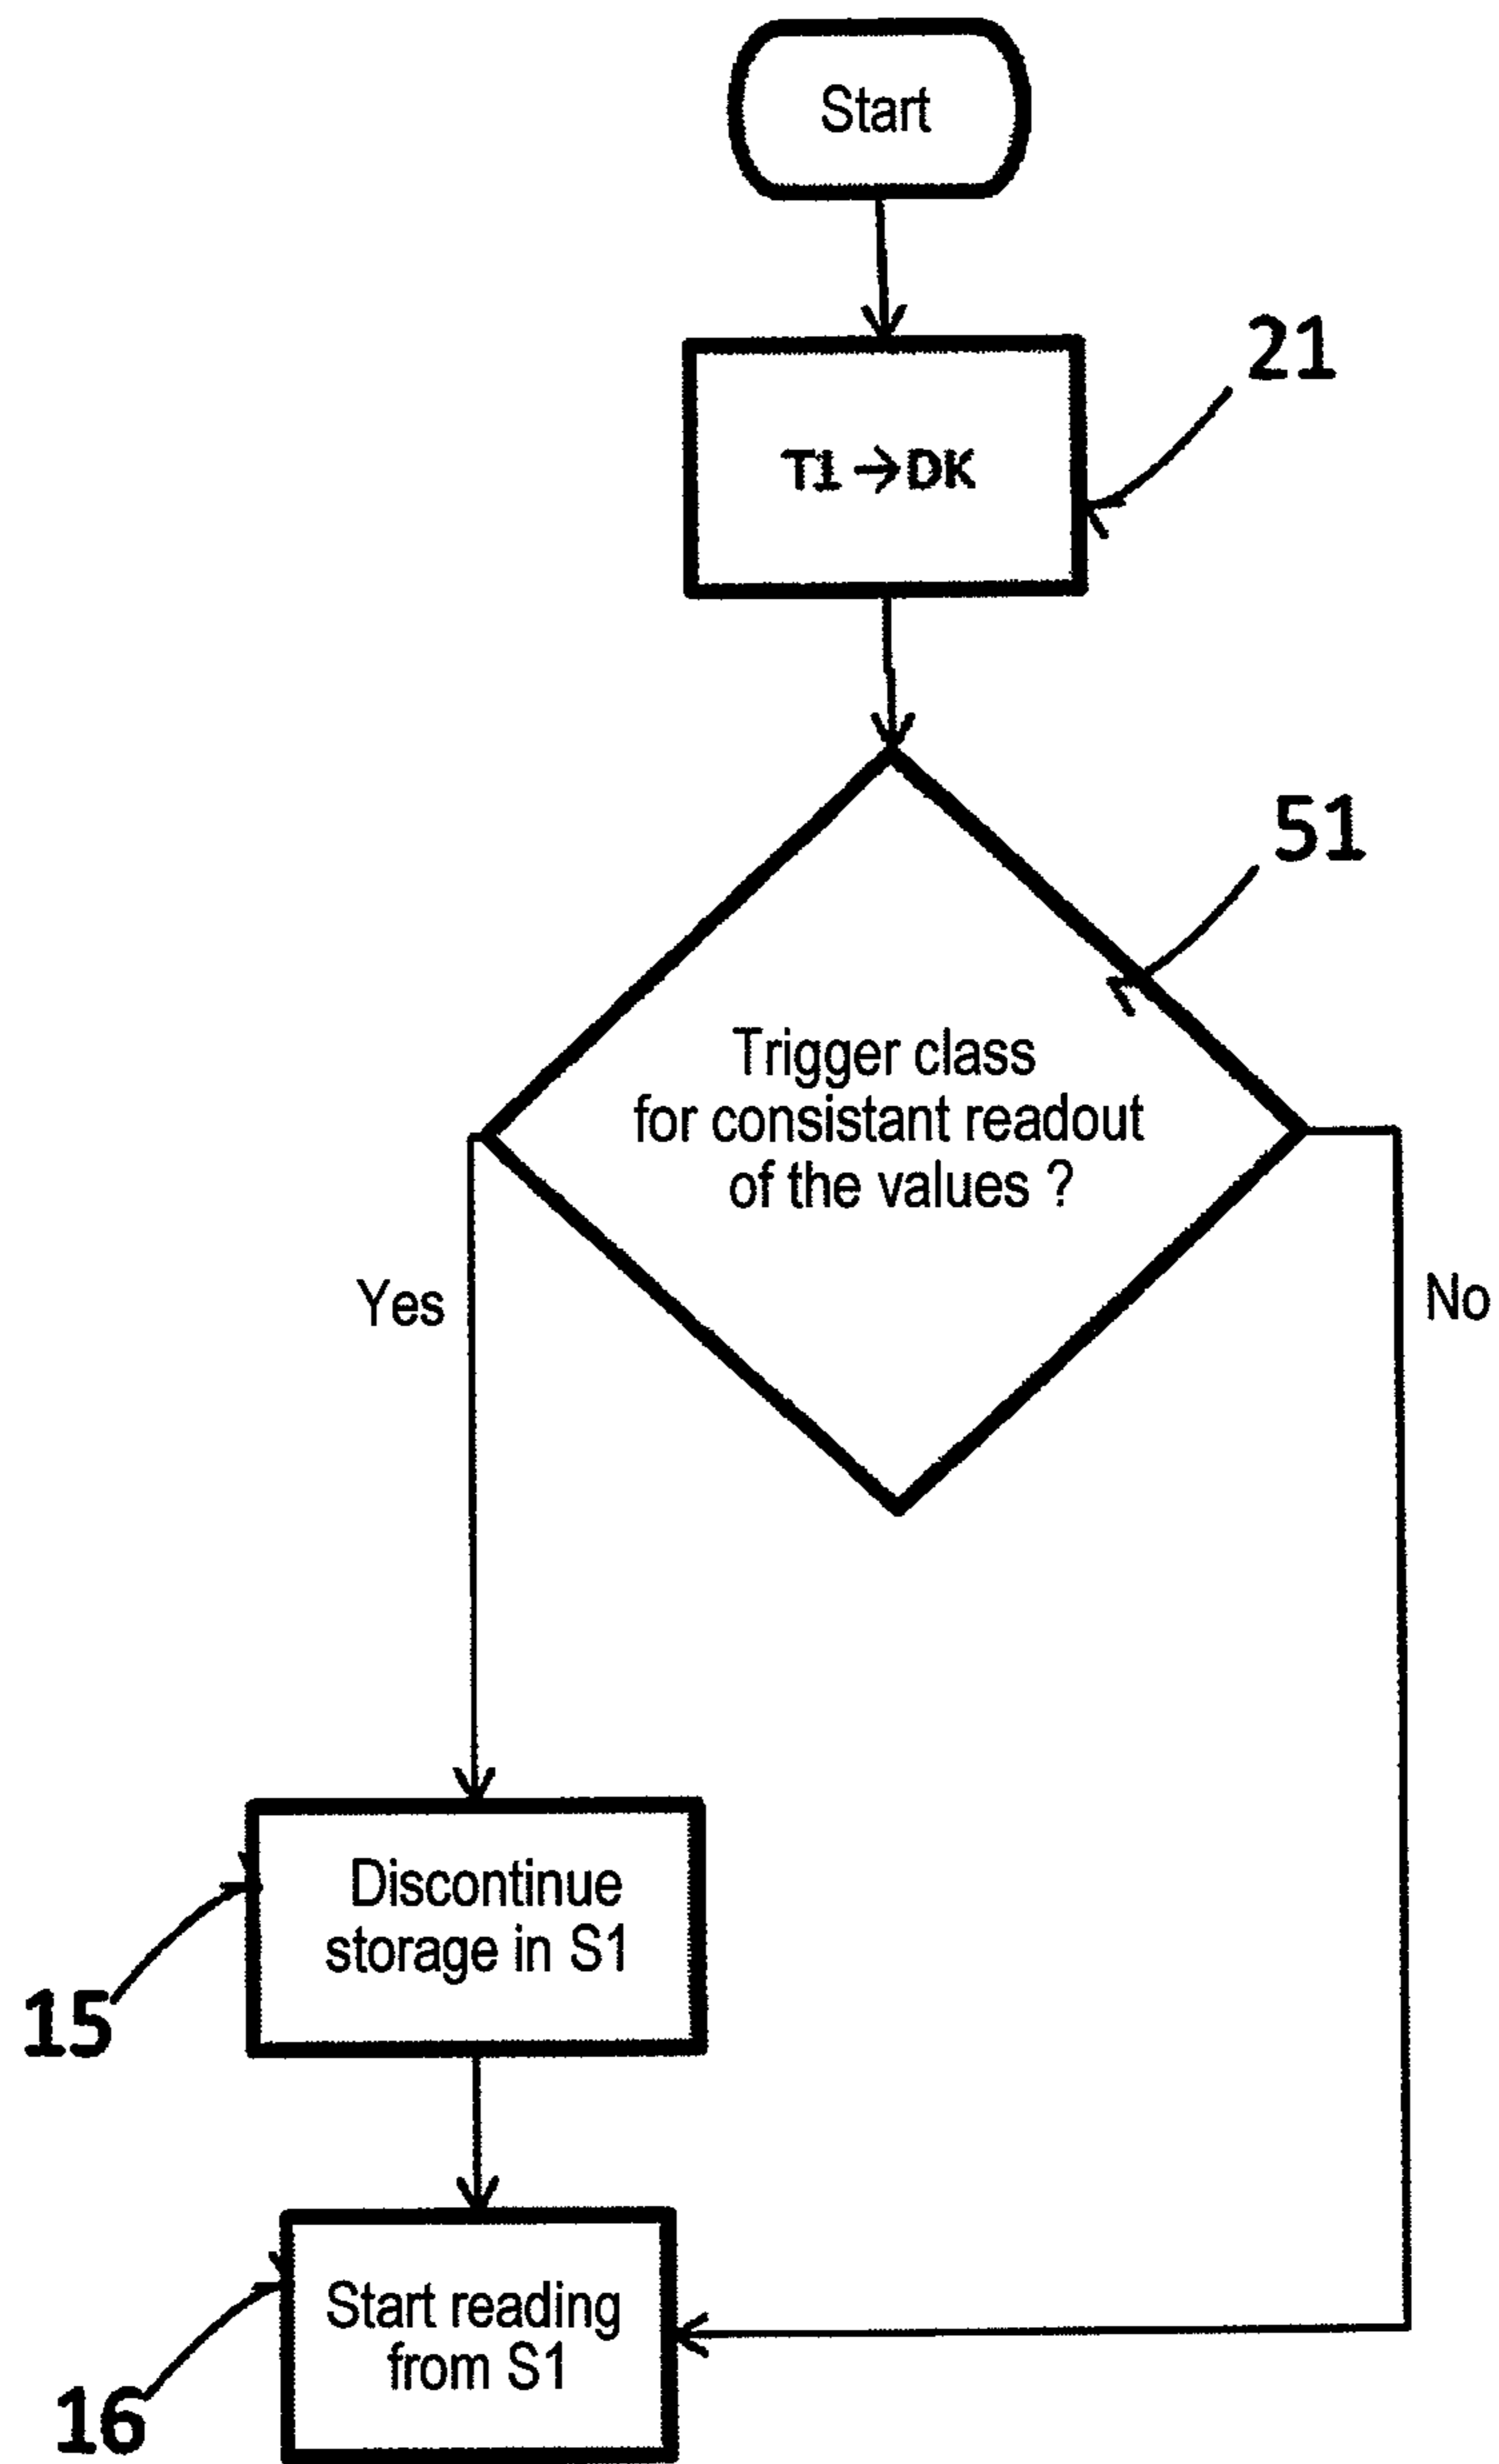 Start
21
T1→DK
51
Trigger class
for consistant readout
of the values ?
Yes
No
Discontinue
storage in S1
15
Start reading
from S1
16